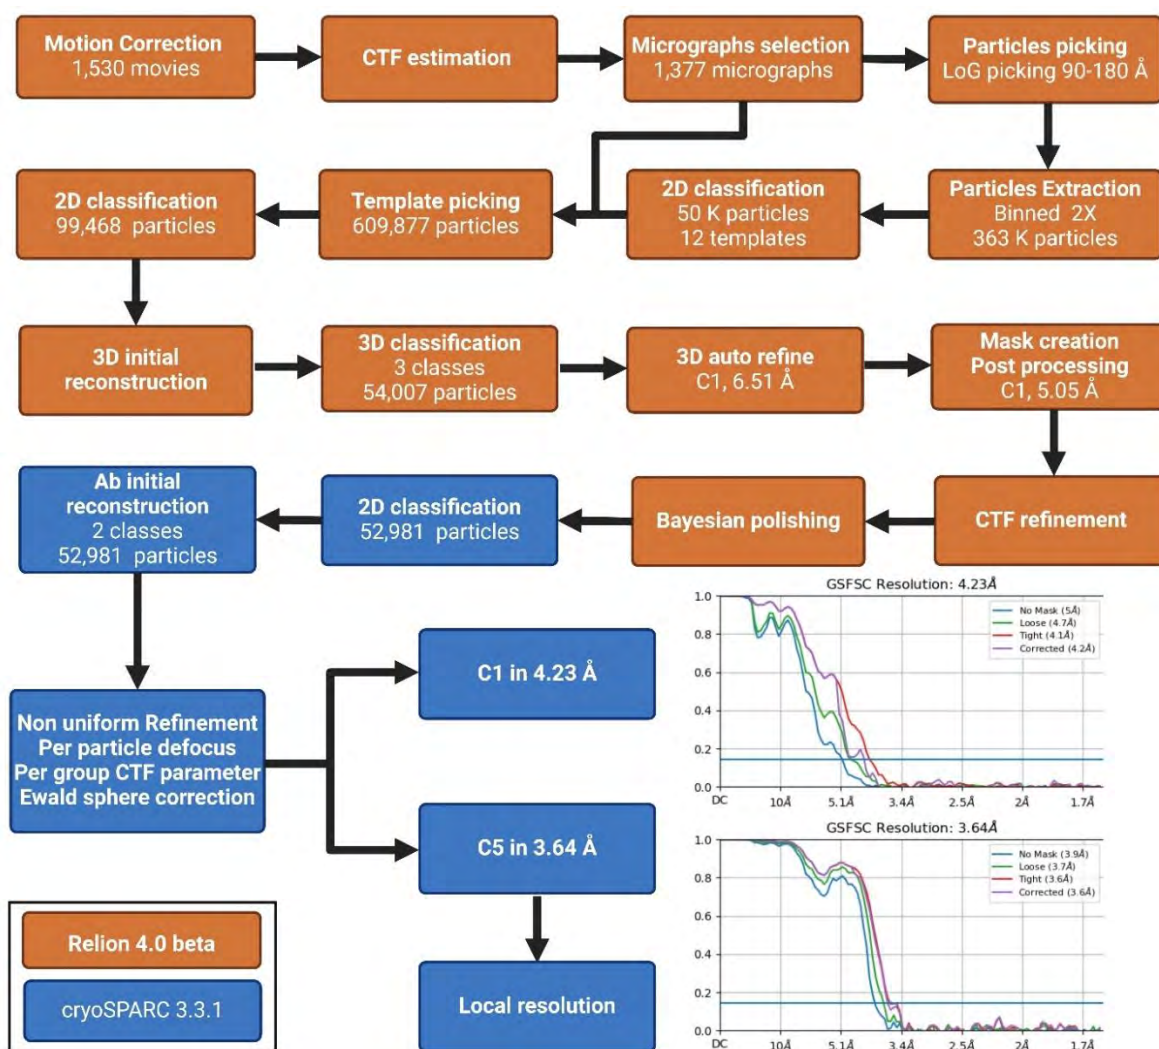 Motion Correction
1,530 movies
CTF estimation
Micrographs selection
1,377 micrographs
Particles picking
LoG picking 90-180 Å
2D classification
99,468 particles
Template picking
609,877 particles
2D classification
50 K particles
12 templates
Particles Extraction
Binned 2X
363 K particles
3D initial
reconstruction
3D classification
3 classes
54,007 particles
3D auto refine
C1, 6.51 Å
Mask creation
Post processing
C1, 5.05 Å
Ab initial
reconstruction
2 classes
52,981 particles
2D classification
52,981 particles
Bayesian polishing
CTF refinement
Non uniform Refinement
Per particle defocus
Per group CTF parameter
Ewald sphere correction
C1 in 4.23 Å
C5 in 3.64 Å
Local resolution
Relion 4.0 beta
cryoSPARC 3.3.1
GSFSC Resolution: 4.23Å
1.0
0.8
0.6
0.4
0.2
0.0
No Mask (5Å)
Loose (4.7Å)
Tight (4.1Å)
Corrected (4.2Å)
DC 10Å 5.1Å 3.4Å 2.5Å 2Å 1.7Å
GSFSC Resolution: 3.64Å
1.0
0.8
0.6
0.4
0.2
0.0
No Mask (3.9Å)
Loose (3.7Å)
Tight (3.6Å)
Corrected (3.6Å)
DC 10Å 5.1Å 3.4Å 2.5Å 2Å 1.7Å